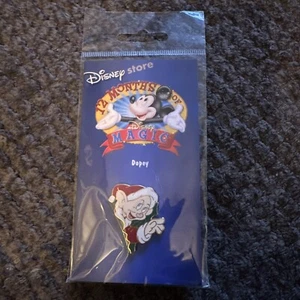 Disney store
12 MONTHS OF
MAGIC
Dopey